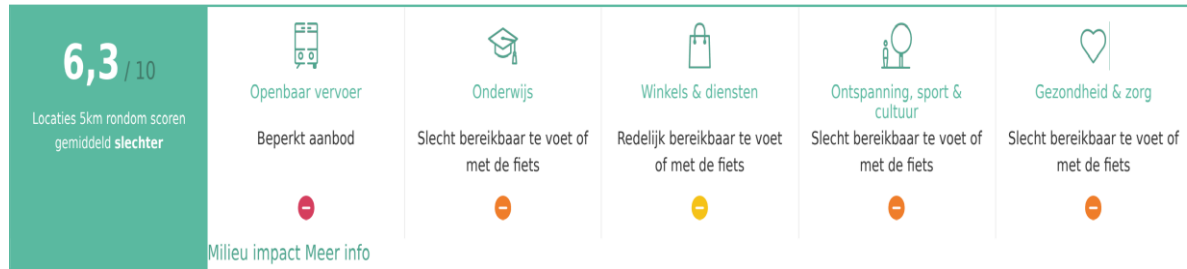 6,3 / 10
Locaties 5km rondom scoren
gemiddeld slechter
Openbaar vervoer
Beperkt aanbod
Onderwijs
Slecht bereikbaar te voet of
met de fiets
Winkels & diensten
Redelijk bereikbaar te voet
of met de fiets
Ontspanning, sport &
cultuur
Slecht bereikbaar te voet of
met de fiets
Gezondheid & zorg
Slecht bereikbaar te voet of
met de fiets
Milieu impact Meer info